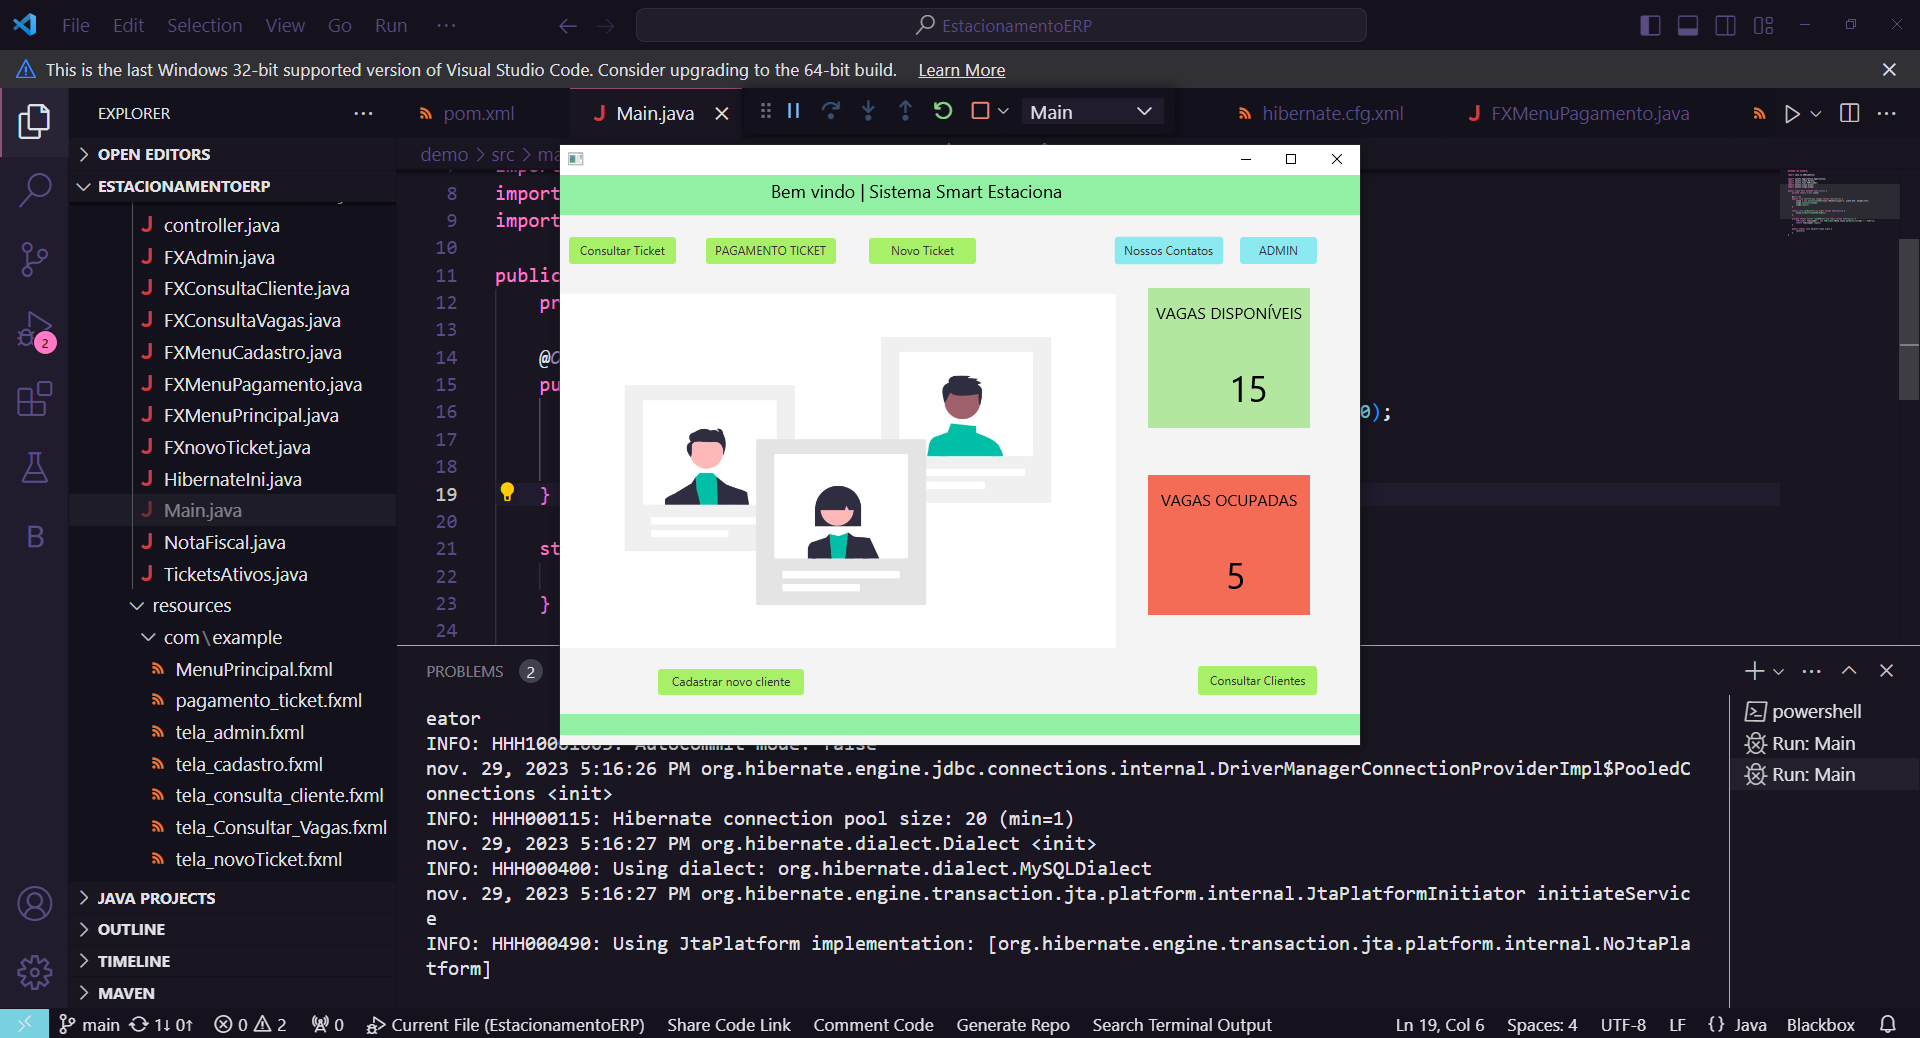 File Edit Selection View Go Run ···
EstacionamentoERP
This is the last Windows 32-bit supported version of Visual Studio Code. Consider upgrading to the 64-bit build. Learn More
EXPLORER
pom.xml
Main.java
Main
hibernate.cfg.xml
FXMenuPagamento.java
OPEN EDITORS
ESTACIONAMENTOERP
controller.java
FXAdmin.java
FXConsultaCliente.java
FXConsultaVagas.java
FXMenuCadastro.java
FXMenuPagamento.java
FXMenuPrincipal.java
FXnovoTicket.java
HibernateIni.java
Main.java
NotaFiscal.java
TicketsAtivos.java
resources
com\example
MenuPrincipal.fxml
pagamento_ticket.fxml
tela_admin.fxml
tela_cadastro.fxml
tela_consulta_cliente.fxml
tela_Consultar_Vagas.fxml
tela_novoTicket.fxml
JAVA PROJECTS
OUTLINE
TIMELINE
MAVEN
2
B
demo > src >
8 import
9 import
10
11 public
12
13
14
15
16 0);
17
18
19 }
20
21
22
23 }
24
Bem vindo | Sistema Smart Estaciona
Consultar Ticket
PAGAMENTO TICKET
Novo Ticket
Nossos Contatos
ADMIN
VAGAS DISPONÍVEIS
15
VAGAS OCUPADAS
5
Cadastrar novo cliente
Consultar Clientes
PROBLEMS 2
eator
INFO:
nov. 29, 2023 5:16:26 PM org.hibernate.engine.jdbc.connections.internal.DriverManagerConnectionProviderImpl$PooledC
onnections <init>
INFO: HHH000115: Hibernate connection pool size: 20 (min=1)
nov. 29, 2023 5:16:27 PM org.hibernate.dialect.Dialect <init>
INFO: HHH000400: Using dialect: org.hibernate.dialect.MySQLDialect
nov. 29, 2023 5:16:27 PM org.hibernate.engine.transaction.jta.platform.internal.JtaPlatformInitiator initiateServic
e
INFO: HHH000490: Using JtaPlatform implementation: [org.hibernate.engine.transaction.jta.platform.internal.NoJtaPla
tform]
powershell
Run: Main
Run: Main
main 1↓ 0↑ 0 2 0 Current File (EstacionamentoERP) Share Code Link Comment Code Generate Repo Search Terminal Output Ln 19, Col 6 Spaces: 4 UTF-8 LF {} Java Blackbox